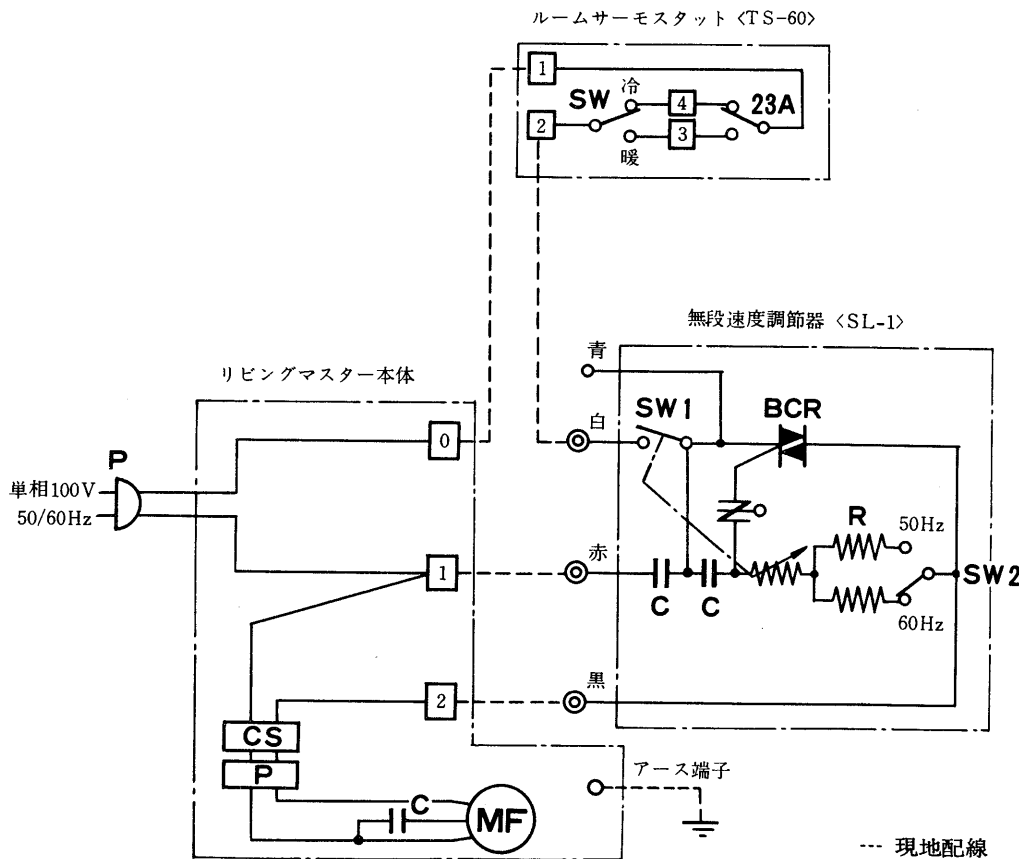 ルームサーモスタット〈TS-60〉
1
冷
SW
4
23A
2
3
暖
無段速度調節器〈SL-1〉
青
リビングマスター本体
SW1
BCR
白
0
P
単相100V
50/60Hz
R
50Hz
赤
1
C
C
SW2
60Hz
黒
2
CS
P
アース端子
C
MF
--- 現地配線